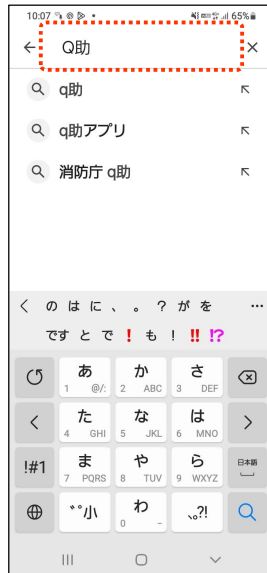 10:07 65%
Q助
q助
q助アプリ
消防庁 q助
の は に 、 。 ? が を
です と で ! も ! !! !?
あ か さ
1 @/: 2 ABC 3 DEF
た な は
4 GHI 5 JKL 6 MNO
!#1 ま や ら 日本語
7 PQRS 8 TUV 9 WXYZ
゛゜小 わ 、。?!
0 -